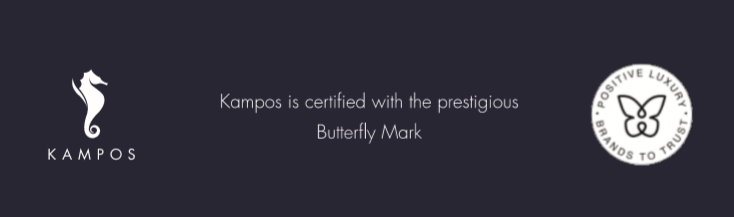 KAMPOS
Kampos is certified with the prestigious
Butterfly Mark
• POSITIVE LUXURY •
BRANDS TO TRUST